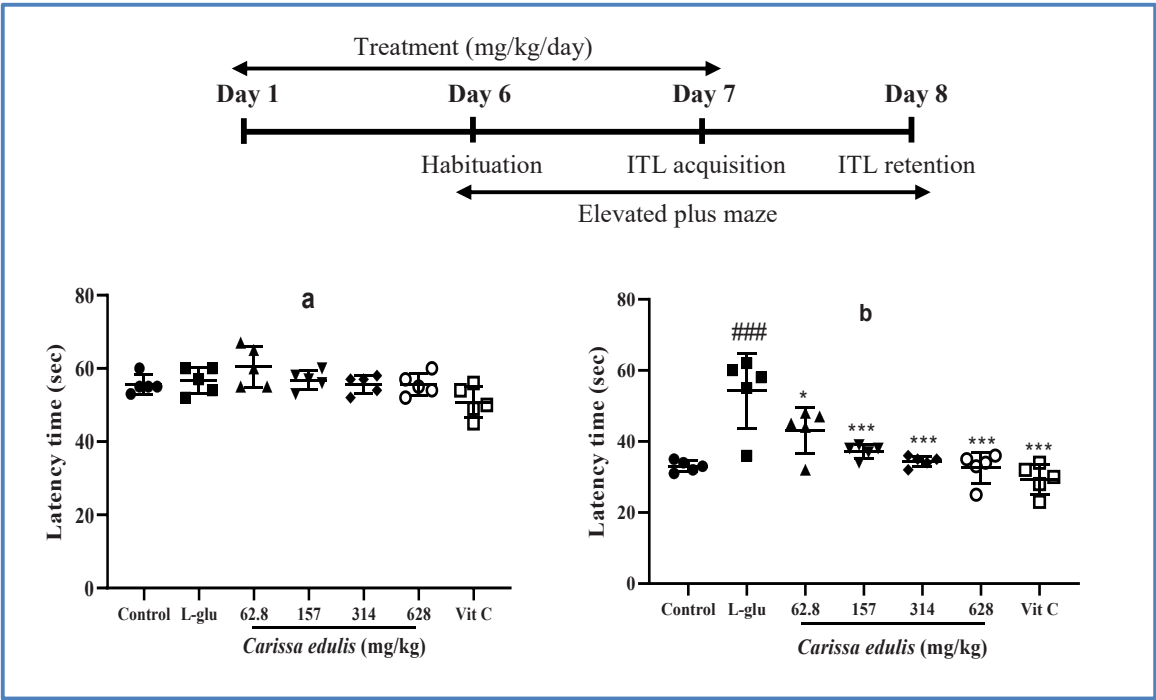 Treatment (mg/kg/day)
Day 1 Day 6 Day 7 Day 8
Habituation ITL acquisition ITL retention
Elevated plus maze
a
Latency time (sec)
80
60
40
20
0
Control L-glu 62.8 157 314 628 Vit C
Carissa edulis (mg/kg)
b
Latency time (sec)
80
60
40
20
0
###
*
***
***
***
***
Control L-glu 62.8 157 314 628 Vit C
Carissa edulis (mg/kg)